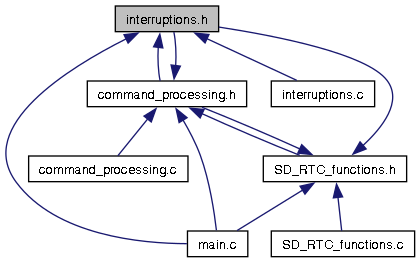 interruptions.h
command_processing.h
interruptions.c
command_processing.c
SD_RTC_functions.h
main.c
SD_RTC_functions.c